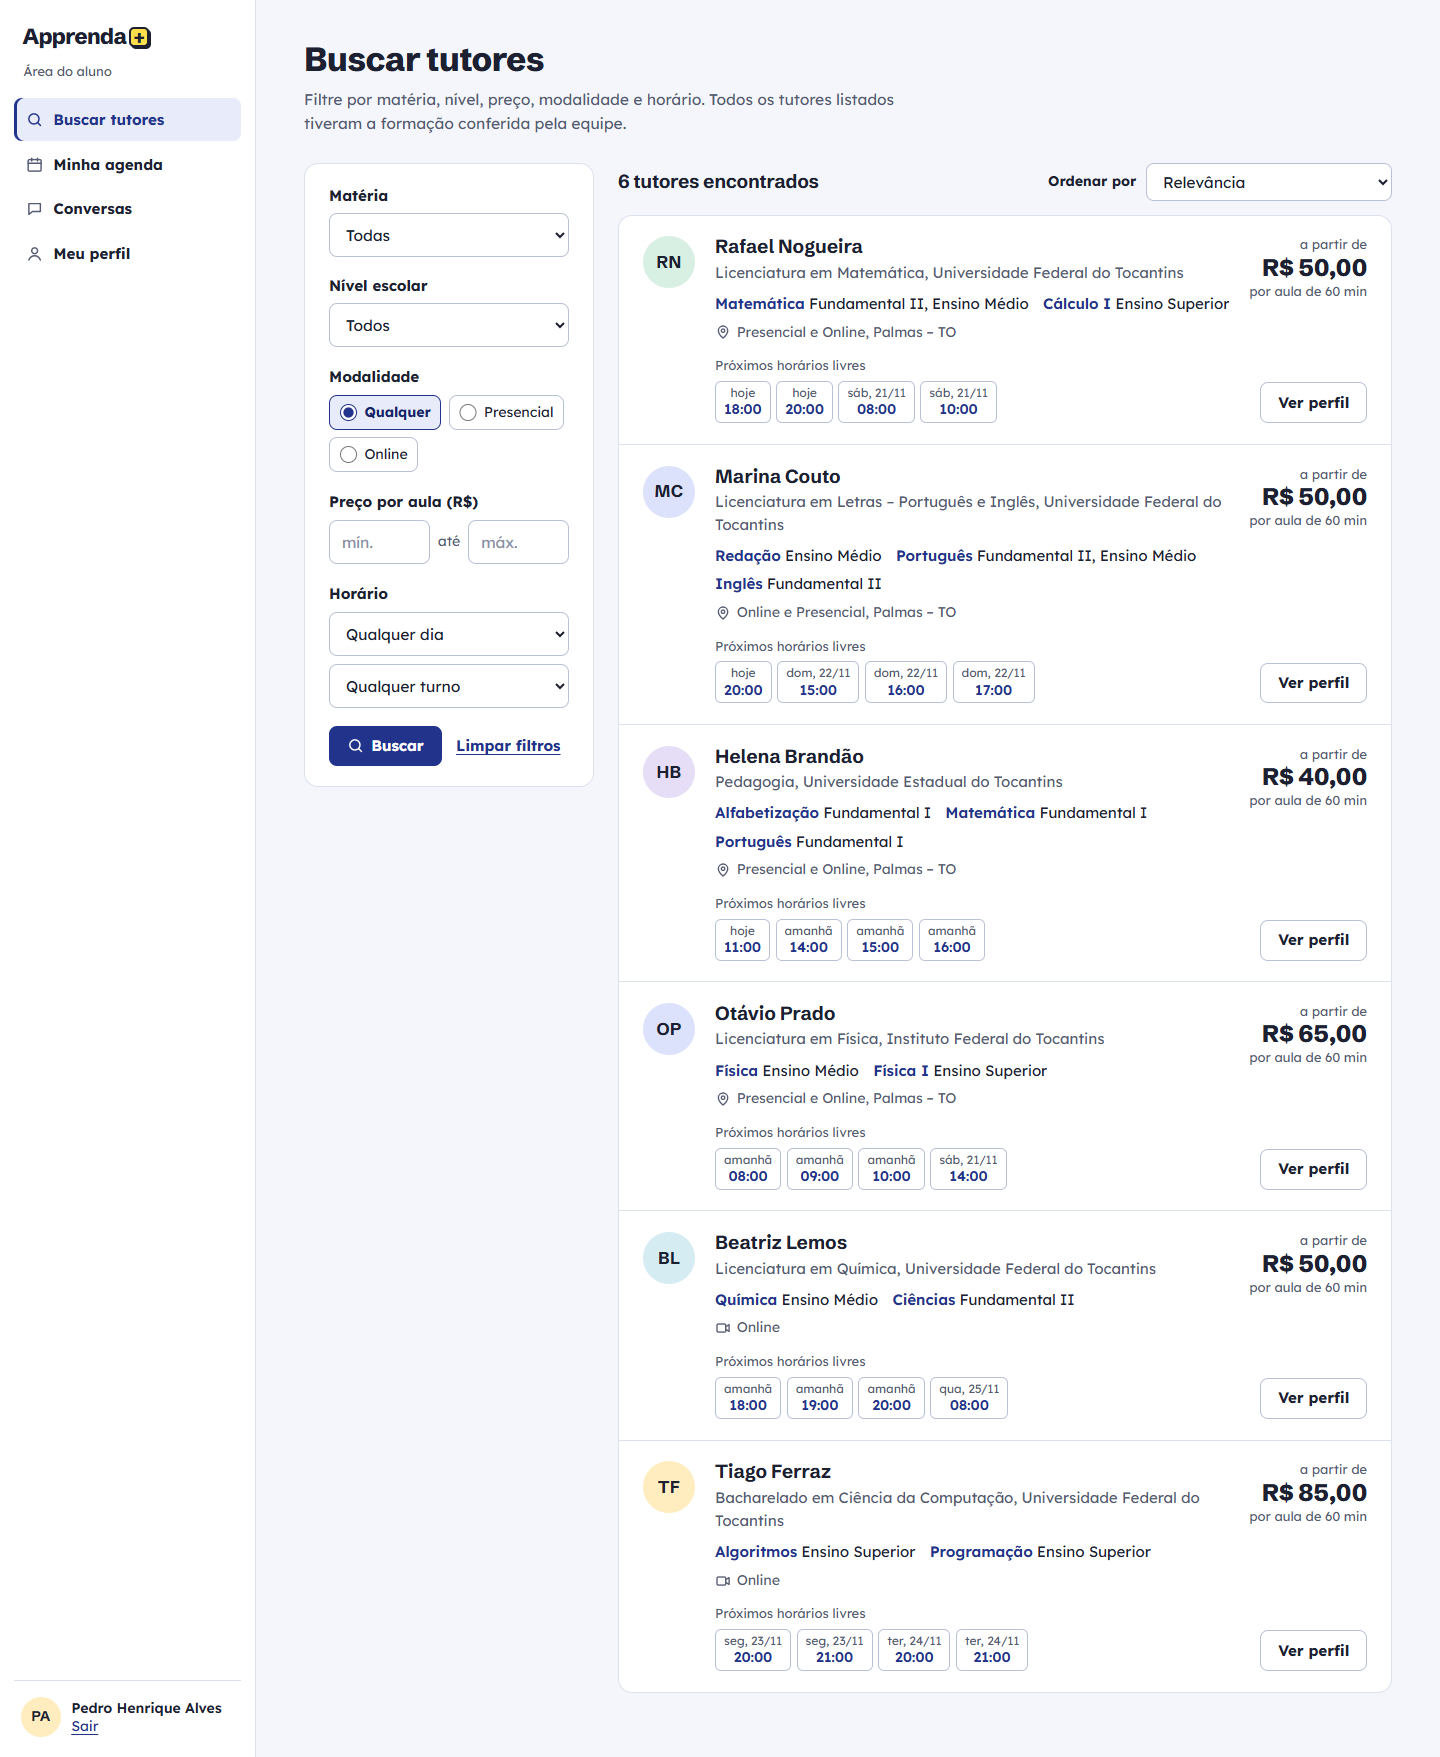 Apprenda+
Área do aluno
Buscar tutores
Minha agenda
Conversas
Meu perfil
PA
Pedro Henrique Alves
Sair
Buscar tutores
Filtre por matéria, nível, preço, modalidade e horário. Todos os tutores listados
tiveram a formação conferida pela equipe.
Matéria
Todas
Nível escolar
Todos
Modalidade
Qualquer Presencial
Online
Preço por aula (R$)
mín. até máx.
Horário
Qualquer dia
Qualquer turno
Buscar Limpar filtros
6 tutores encontrados
Ordenar por Relevância
RN
Rafael Nogueira
Licenciatura em Matemática, Universidade Federal do Tocantins
Matemática Fundamental II, Ensino Médio Cálculo I Ensino Superior
Presencial e Online, Palmas – TO
Próximos horários livres
hoje hoje sáb, 21/11 sáb, 21/11
18:00 20:00 08:00 10:00
a partir de
R$ 50,00
por aula de 60 min
Ver perfil
MC
Marina Couto
Licenciatura em Letras – Português e Inglês, Universidade Federal do
Tocantins
Redação Ensino Médio Português Fundamental II, Ensino Médio
Inglês Fundamental II
Online e Presencial, Palmas – TO
Próximos horários livres
hoje dom, 22/11 dom, 22/11 dom, 22/11
20:00 15:00 16:00 17:00
a partir de
R$ 50,00
por aula de 60 min
Ver perfil
HB
Helena Brandão
Pedagogia, Universidade Estadual do Tocantins
Alfabetização Fundamental I Matemática Fundamental I
Português Fundamental I
Presencial e Online, Palmas – TO
Próximos horários livres
hoje amanhã amanhã amanhã
11:00 14:00 15:00 16:00
a partir de
R$ 40,00
por aula de 60 min
Ver perfil
OP
Otávio Prado
Licenciatura em Física, Instituto Federal do Tocantins
Física Ensino Médio Física I Ensino Superior
Presencial e Online, Palmas – TO
Próximos horários livres
amanhã amanhã amanhã sáb, 21/11
08:00 09:00 10:00 14:00
a partir de
R$ 65,00
por aula de 60 min
Ver perfil
BL
Beatriz Lemos
Licenciatura em Química, Universidade Federal do Tocantins
Química Ensino Médio Ciências Fundamental II
Online
Próximos horários livres
amanhã amanhã amanhã qua, 25/11
18:00 19:00 20:00 08:00
a partir de
R$ 50,00
por aula de 60 min
Ver perfil
TF
Tiago Ferraz
Bacharelado em Ciência da Computação, Universidade Federal do
Tocantins
Algoritmos Ensino Superior Programação Ensino Superior
Online
Próximos horários livres
seg, 23/11 seg, 23/11 ter, 24/11 ter, 24/11
20:00 21:00 20:00 21:00
a partir de
R$ 85,00
por aula de 60 min
Ver perfil